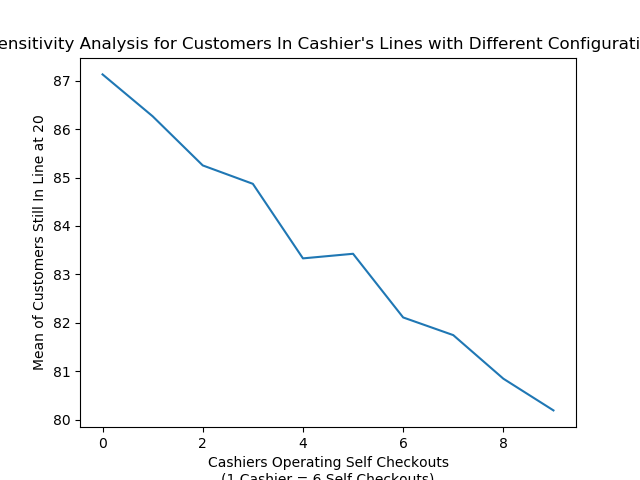 ensitivity Analysis for Customers In Cashier's Lines with Different Configurati
87
86
85
84
83
82
81
80
Mean of Customers Still In Line at 20
0 2 4 6 8
Cashiers Operating Self Checkouts
(1 Cashier = 6 Self Checkouts)